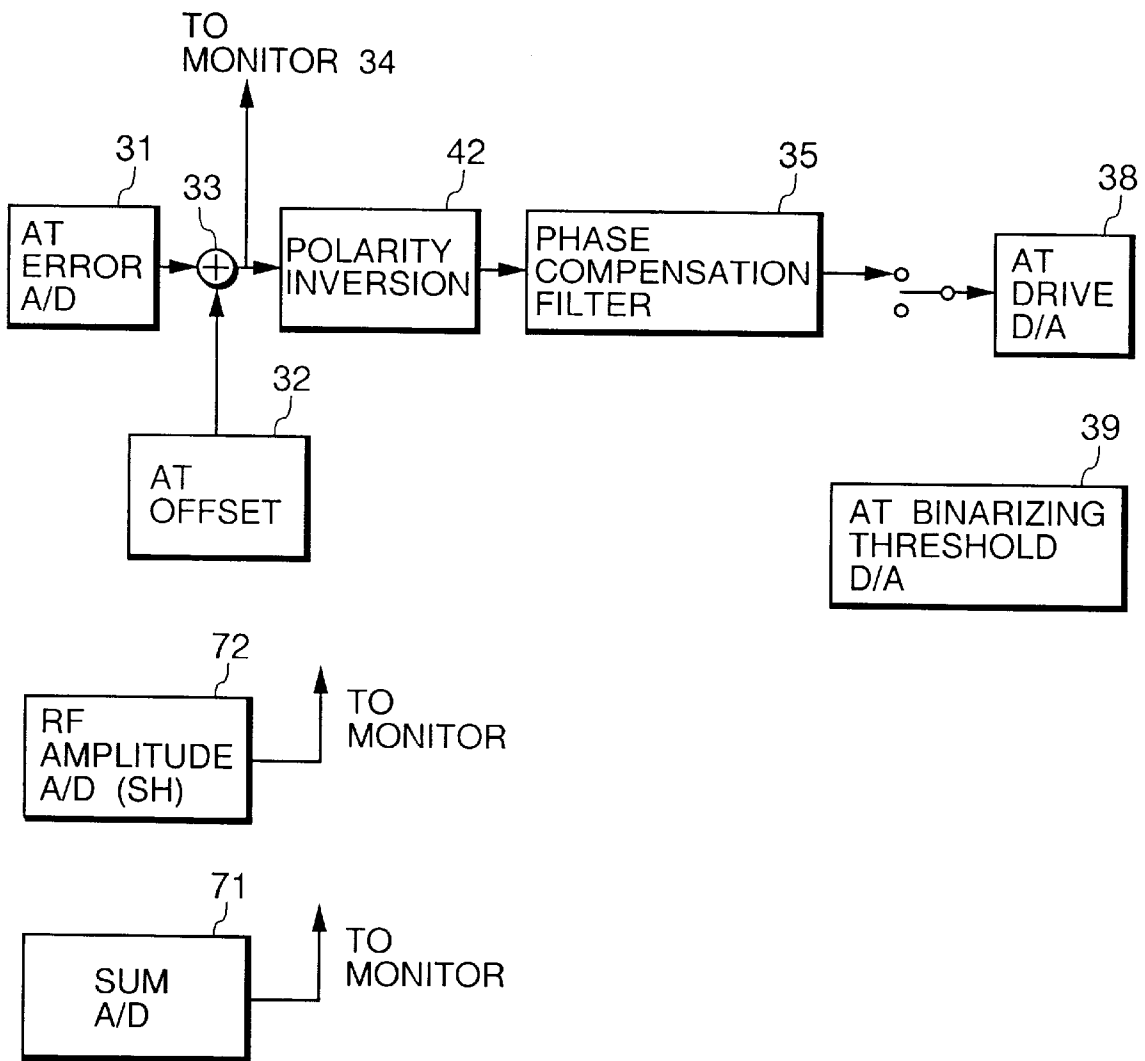 TO
MONITOR 34
31
33
42
35
38
AT
ERROR
A/D
POLARITY
INVERSION
PHASE
COMPENSATION
FILTER
AT
DRIVE
D/A
32
AT
OFFSET
39
AT BINARIZING
THRESHOLD
D/A
72
RF
AMPLITUDE
A/D (SH)
TO
MONITOR
71
SUM
A/D
TO
MONITOR